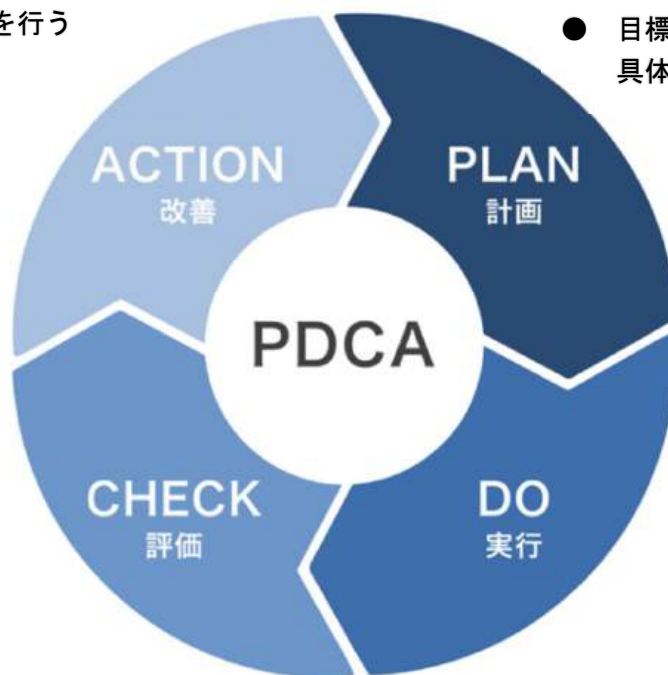 を行う
● 目標
具体
ACTION
改善
PLAN
計画
PDCA
CHECK
評価
DO
実行